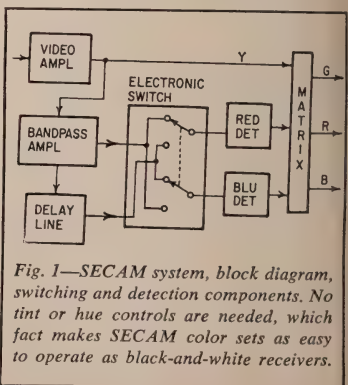 VIDEO
AMPL
Y
G
ELECTRONIC
SWITCH
BANDPASS
AMPL
RED
DET
MATRIX
R
BLU
DET
B
DELAY
LINE
Fig. 1—SECAM system, block diagram,
switching and detection components. No
tint or hue controls are needed, which
fact makes SECAM color sets as easy
to operate as black-and-white receivers.